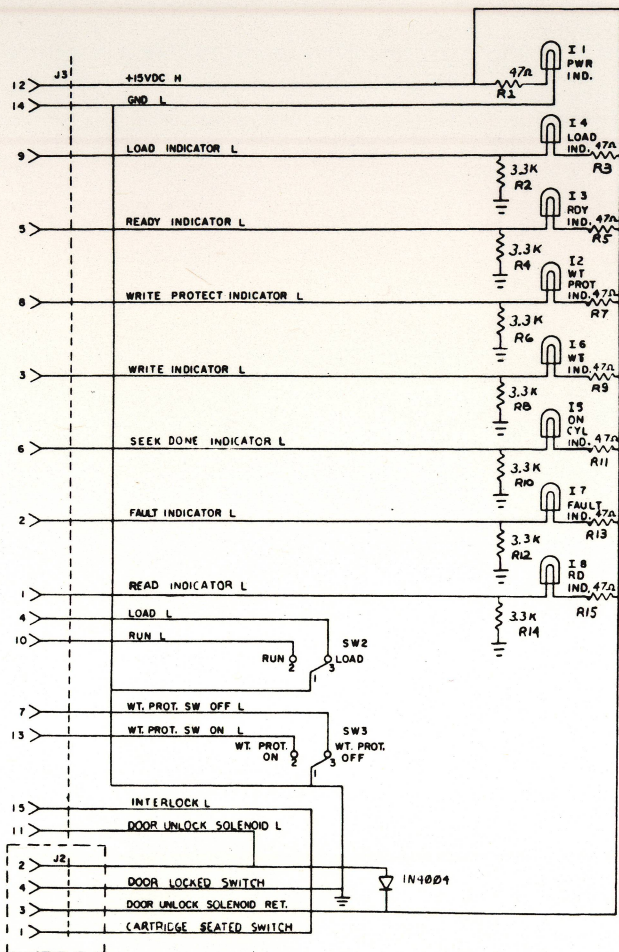 J3
12 +15VDC H 47Ω R1 I1 PWR IND.
14 GND L
9 LOAD INDICATOR L I4 LOAD IND. 47Ω R3
3.3K R2
5 READY INDICATOR L I3 RDY IND. 47Ω R5
3.3K R4
8 WRITE PROTECT INDICATOR L I2 WT PROT IND. 47Ω R7
3.3K R6
3 WRITE INDICATOR L I6 WT IND. 47Ω R9
3.3K R8
6 SEEK DONE INDICATOR L I5 ON CYL IND. 47Ω R11
3.3K R10
2 FAULT INDICATOR L I7 FAULT IND. 47Ω R13
3.3K R12
1 READ INDICATOR L I8 RD IND. 47Ω R15
3.3K R14
4 LOAD L
10 RUN L
SW2
RUN 2 3 LOAD
1
7 WT. PROT. SW OFF L
13 WT. PROT. SW ON L
SW3
WT. PROT. ON 2 3 WT. PROT. OFF
1
15 INTERLOCK L
11 DOOR UNLOCK SOLENOID L
J2
2
4 DOOR LOCKED SWITCH
1N4004
3 DOOR UNLOCK SOLENOID RET.
1 CARTRIDGE SEATED SWITCH